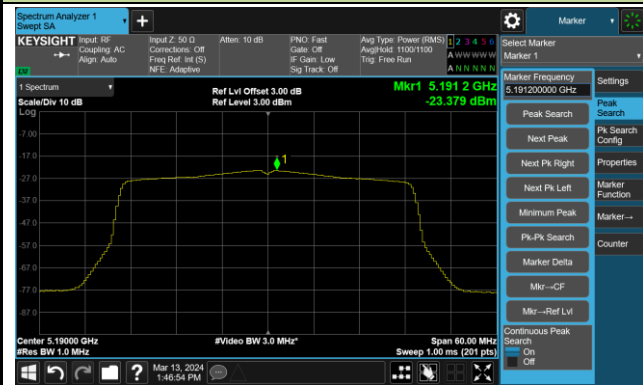 Spectrum Analyzer 1
Swept SA
Marker
KEYSIGHT
Input: RF
Coupling: AC
Align: Auto
Input Z: 50 Ω
Corrections: Off
Freq Ref: Int (S)
NFE: Adaptive
Atten: 10 dB
PNO: Fast
Gate: Off
IF Gain: Low
Sig Track: Off
Avg Type: Power (RMS)
Avg|Hold: 1100/1100
Trig: Free Run
1 2 3 4 5 6
A W W W W W
A N N N N N
LXI
1 Spectrum
Scale/Div 10 dB
Ref Lvl Offset 3.00 dB
Ref Level 3.00 dBm
Mkr1 5.191 2 GHz
-23.379 dBm
Log
-7.00
-17.0
-27.0
-37.0
-47.0
-57.0
-67.0
-77.0
-87.0
1
Center 5.19000 GHz
#Res BW 1.0 MHz
#Video BW 3.0 MHz*
Span 60.00 MHz
Sweep 1.00 ms (201 pts)
Select Marker
Marker 1
Marker Frequency
5.191200000 GHz
Peak Search
Next Peak
Next Pk Right
Next Pk Left
Minimum Peak
Pk-Pk Search
Marker Delta
Mkr→CF
Mkr→Ref Lvl
Continuous Peak
Search
On
Off
Settings
Peak
Search
Pk Search
Config
Properties
Marker
Function
Marker→
Counter
Mar 13, 2024
1:46:54 PM